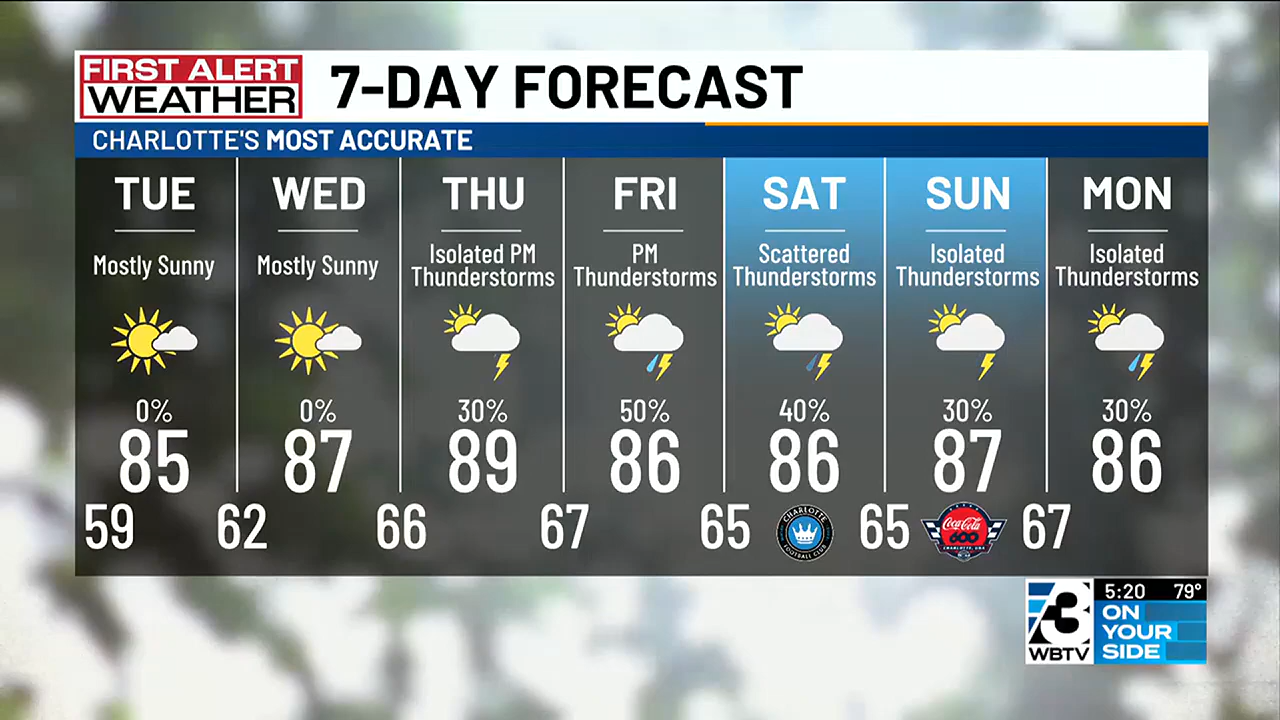 FIRST ALERT
WEATHER
7-DAY FORECAST
CHARLOTTE'S MOST ACCURATE
TUE
Mostly Sunny
0%
85
59
WED
Mostly Sunny
0%
87
62
THU
Isolated PM
Thunderstorms
30%
89
66
FRI
PM
Thunderstorms
50%
86
67
SAT
Scattered
Thunderstorms
40%
86
65
CHARLOTTE
FOOTBALL CLUB
SUN
Isolated
Thunderstorms
30%
87
65
Coca-Cola
600
CHARLOTTE, USA
MON
Isolated
Thunderstorms
30%
86
67
3
WBTV
5:20 79°
ON
YOUR
SIDE